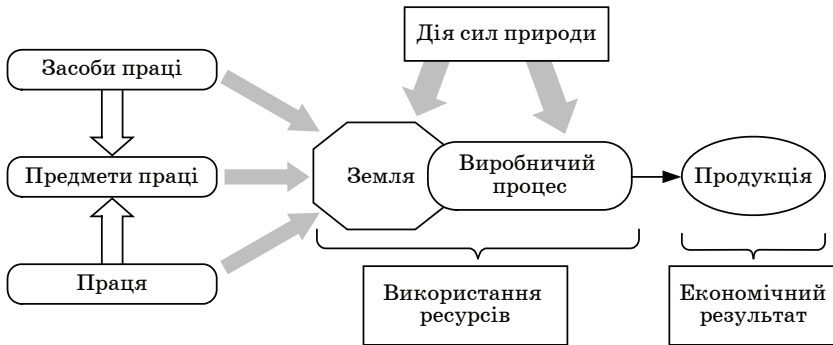 Дія сил природи
Засоби праці
Предмети праці
Земля
Виробничий
процес
Продукція
Праця
Використання
ресурсів
Економічний
результат